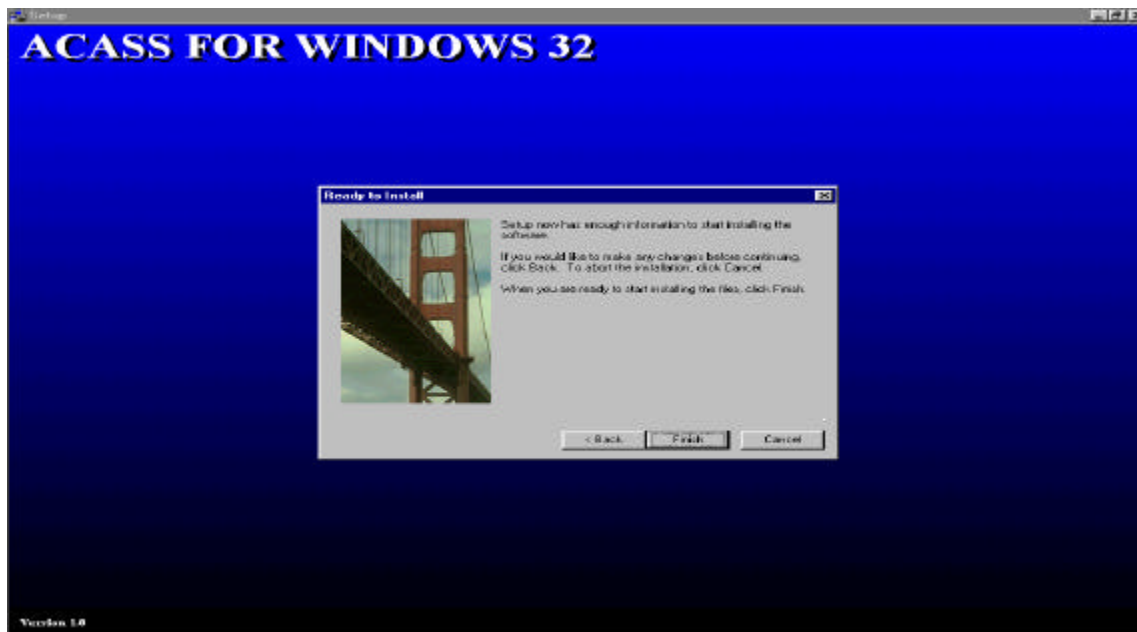 Setup
ACASS FOR WINDOWS 32
Ready to Install
Setup now has enough information to start installing the
software.
If you would like to make any changes before continuing,
click Back. To abort the installation, click Cancel.
When you are ready to start installing the files, click Finish.
< Back
Finish
Cancel
Version 1.0